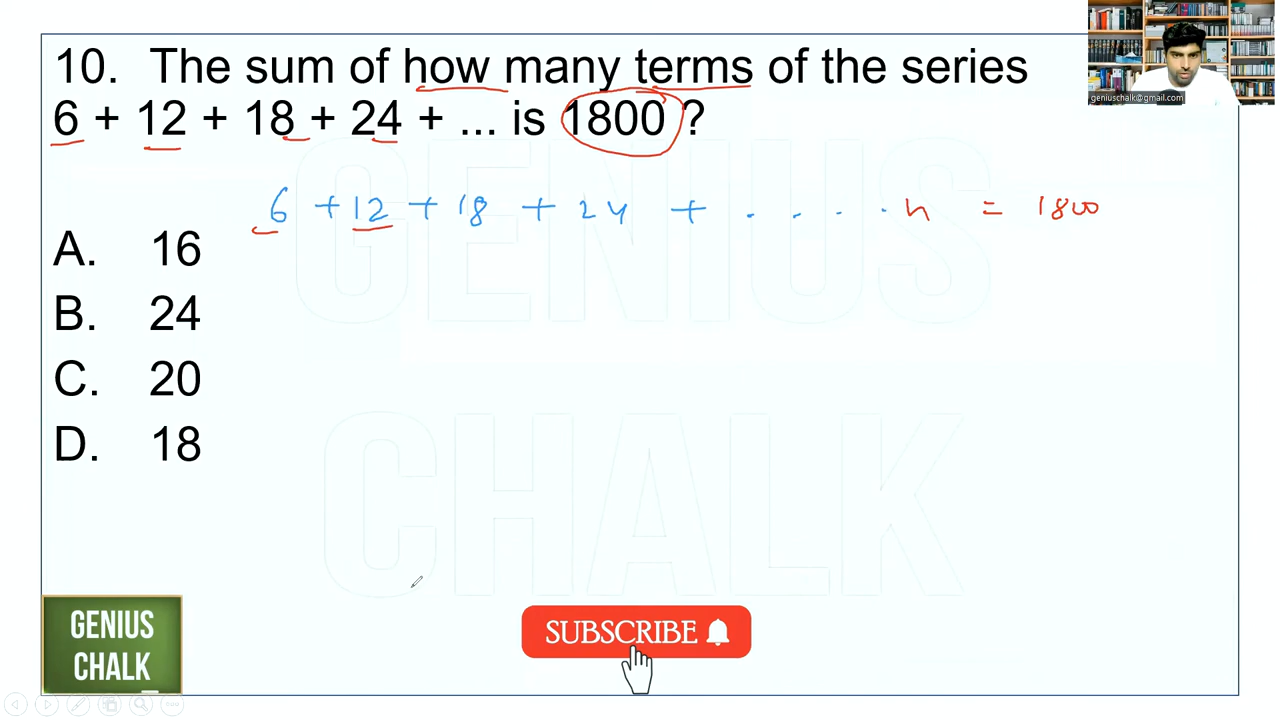 10. The sum of how many terms of the series
6 + 12 + 18 + 24 + ... is 1800 ?
6 + 12 + 18 + 24 + . . . . n = 1800
A. 16
B. 24
C. 20
D. 18
GENIUS
CHALK
GENIUS
CHALK
SUBSCRIBE
geniuschalk@gmail.com